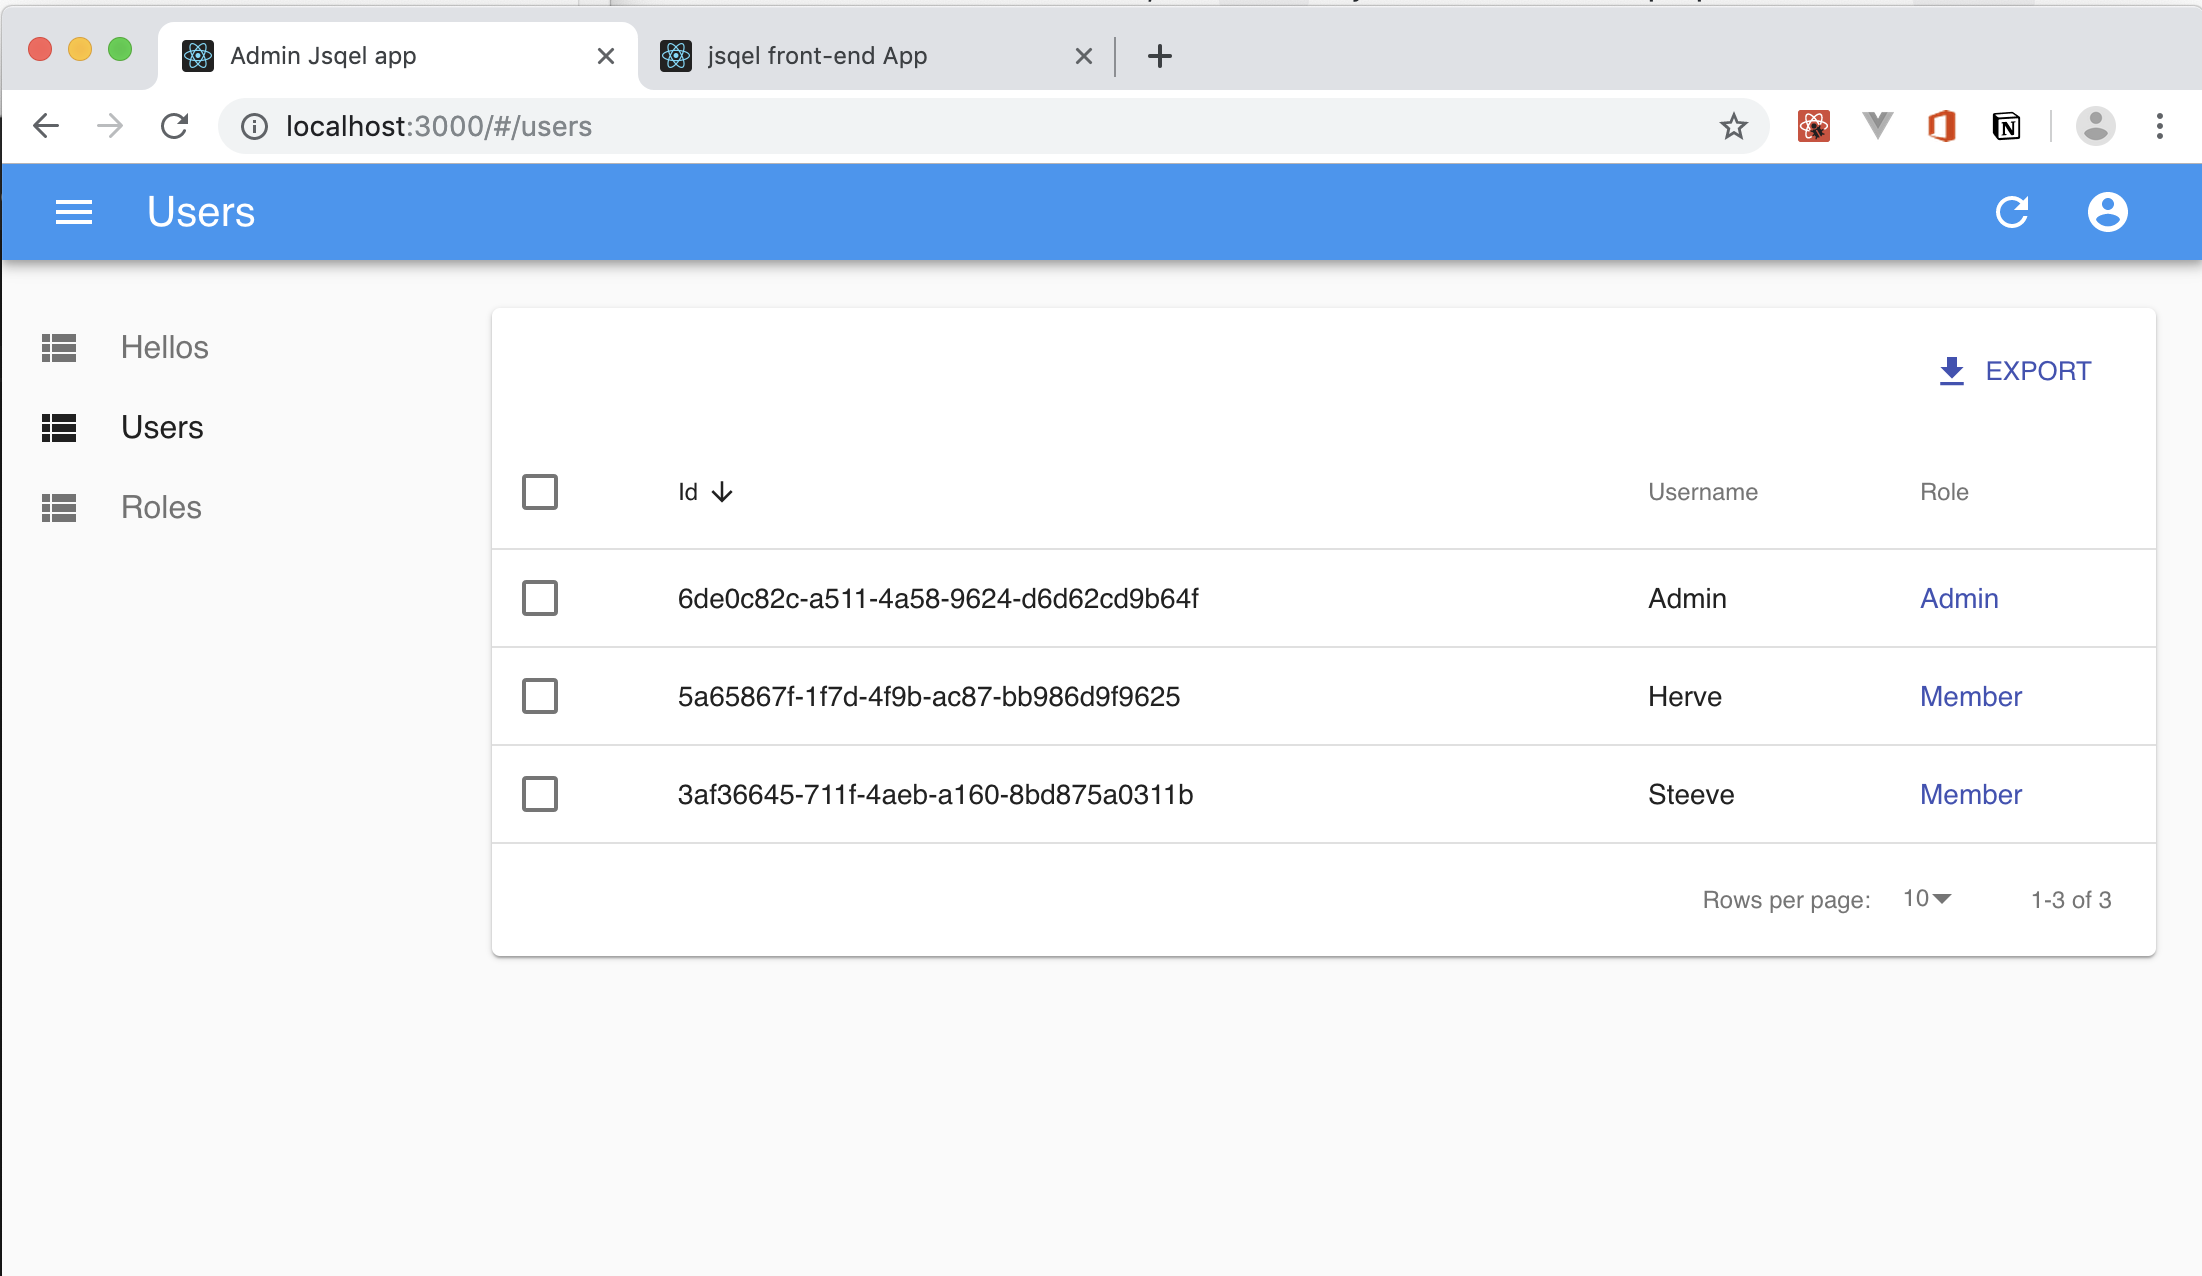 Admin Jsqel app
jsqel front-end App
localhost:3000/#/users
Users
Hellos
Users
Roles
EXPORT
Id Username Role
6de0c82c-a511-4a58-9624-d6d62cd9b64f Admin Admin
5a65867f-1f7d-4f9b-ac87-bb986d9f9625 Herve Member
3af36645-711f-4aeb-a160-8bd875a0311b Steeve Member
Rows per page: 10 1-3 of 3